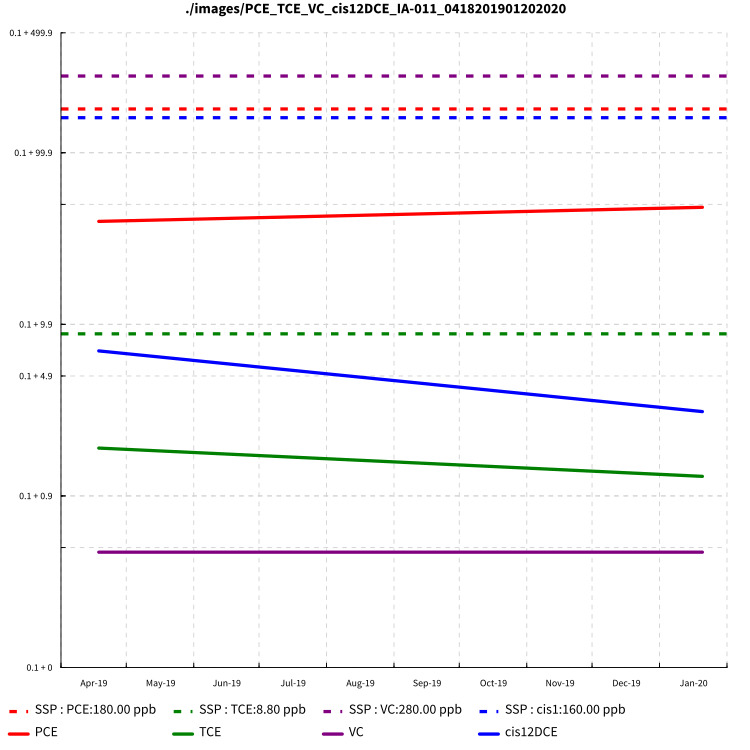 ./images/PCE_TCE_VC_cis12DCE_IA-011_0418201901202020
0.1 + 499.9
0.1 + 99.9
0.1 + 9.9
0.1 + 4.9
0.1 + 0.9
0.1 + 0
Apr-19 May-19 Jun-19 Jul-19 Aug-19 Sep-19 Oct-19 Nov-19 Dec-19 Jan-20
SSP : PCE:180.00 ppb SSP : TCE:8.80 ppb SSP : VC:280.00 ppb SSP : cis1:160.00 ppb
PCE TCE VC cis12DCE